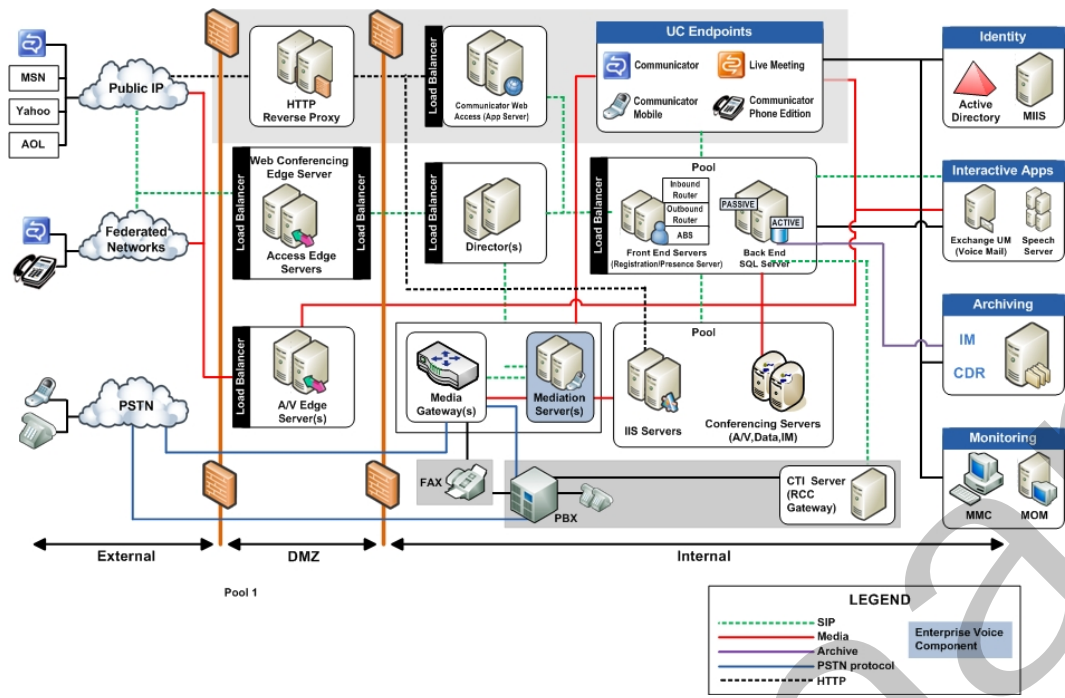 MSN
Yahoo
AOL
Public IP
Federated
Networks
PSTN
HTTP
Reverse Proxy
Load Balancer
Communicator Web
Access (App Server)
UC Endpoints
Communicator
Live Meeting
Communicator
Mobile
Communicator
Phone Edition
Identity
Active
Directory
MIIS
Web Conferencing
Edge Server
Load Balancer
Load Balancer
Access Edge
Servers
Load Balancer
Director(s)
Pool
Load Balancer
Inbound
Router
Outbound
Router
ABS
PASSIVE
ACTIVE
Front End Servers
(Registration/Presence Server)
Back End
SQL Server
Interactive Apps
Exchange UM
(Voice Mail)
Speech
Server
Load Balancer
A/V Edge
Server(s)
Media
Gateway(s)
Mediation
Server(s)
Pool
IIS Servers
Conferencing Servers
(A/V,Data,IM)
Archiving
IM
CDR
FAX
PBX
CTI Server
(RCC
Gateway)
Monitoring
MMC
MOM
External
DMZ
Internal
Pool 1
LEGEND
SIP
Media
Archive
PSTN protocol
HTTP
Enterprise Voice
Component